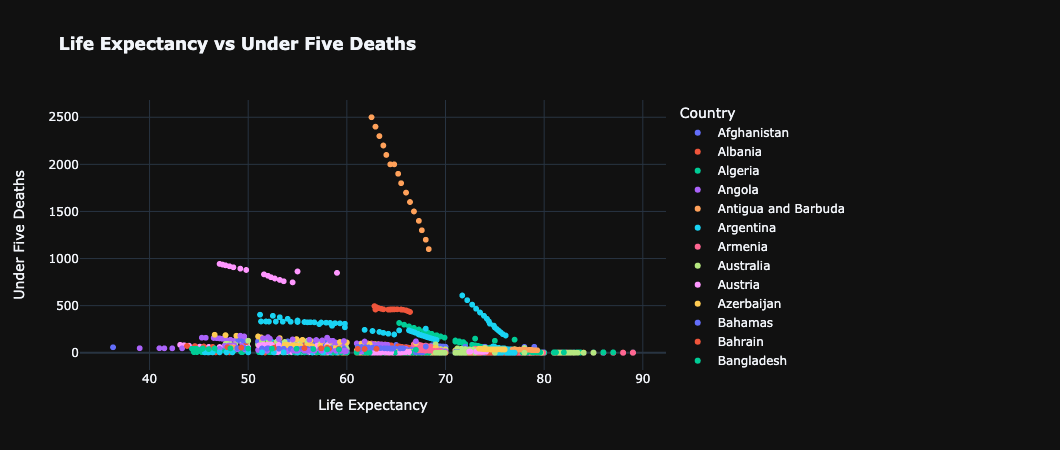 Life Expectancy vs Under Five Deaths
Under Five Deaths
2500
2000
1500
1000
500
0
40 50 60 70 80 90
Life Expectancy
Country
Afghanistan
Albania
Algeria
Angola
Antigua and Barbuda
Argentina
Armenia
Australia
Austria
Azerbaijan
Bahamas
Bahrain
Bangladesh